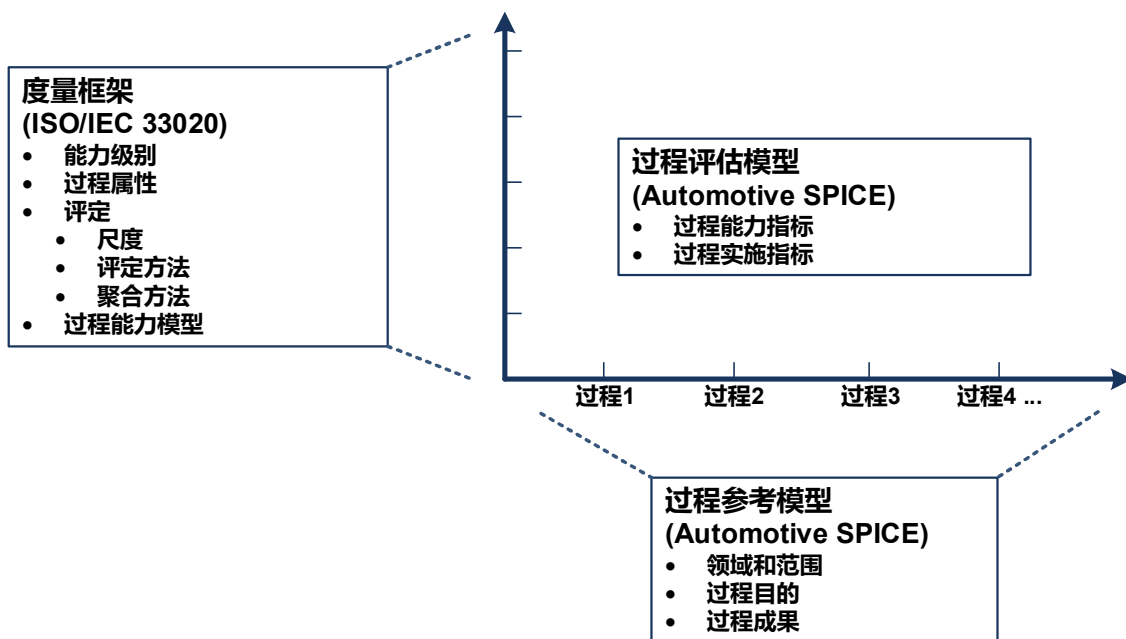 度量框架
(ISO/IEC 33020)
• 能力级别
• 过程属性
• 评定
• 尺度
• 评定方法
• 聚合方法
• 过程能力模型
过程评估模型
(Automotive SPICE)
• 过程能力指标
• 过程实施指标
过程1 过程2 过程3 过程4 ...
过程参考模型
(Automotive SPICE)
• 领域和范围
• 过程目的
• 过程成果